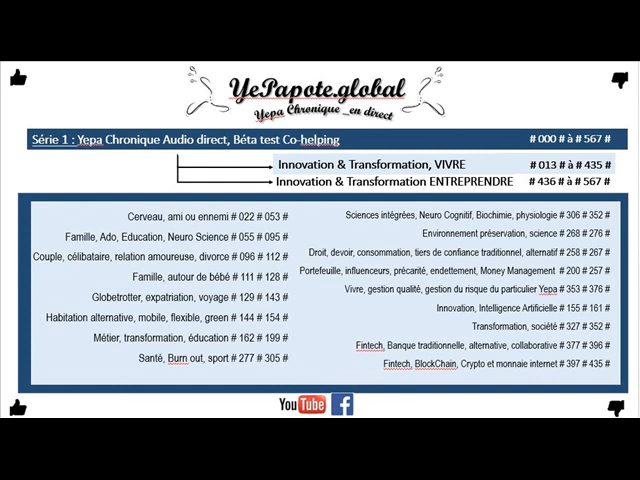 YePapote.global
Yepa Chronique _en direct
Série 1 : Yepa Chronique Audio direct, Béta test Co-helping # 000 # à # 567 #
Innovation & Transformation, VIVRE # 013 # à # 435 #
Innovation & Transformation ENTREPRENDRE # 436 # à # 567 #
Cerveau, ami ou ennemi # 022 # 053 #
Famille, Ado, Education, Neuro Science # 055 # 095 #
Couple, célibataire, relation amoureuse, divorce # 096 # 112 #
Famille, autour de bébé # 111 # 128 #
Globetrotter, expatriation, voyage # 129 # 143 #
Habitation alternative, mobile, flexible, green # 144 # 154 #
Métier, transformation, éducation # 162 # 199 #
Santé, Burn out, sport # 277 # 305 #
Sciences intégrées, Neuro Cognitif, Biochimie, physiologie # 306 # 352 #
Environnement préservation, science # 268 # 276 #
Droit, devoir, consommation, tiers de confiance traditionnel, alternatif # 258 # 267 #
Portefeuille, influenceurs, précarité, endettement, Money Management # 200 # 257 #
Vivre, gestion qualité, gestion du risque du particulier Yepa # 353 # 376 #
Innovation, Intelligence Artificielle # 155 # 161 #
Transformation, société # 327 # 352 #
Fintech, Banque traditionnelle, alternative, collaborative # 377 # 396 #
Fintech, BlockChain, Crypto et monnaie internet # 397 # 435 #
YouTube f